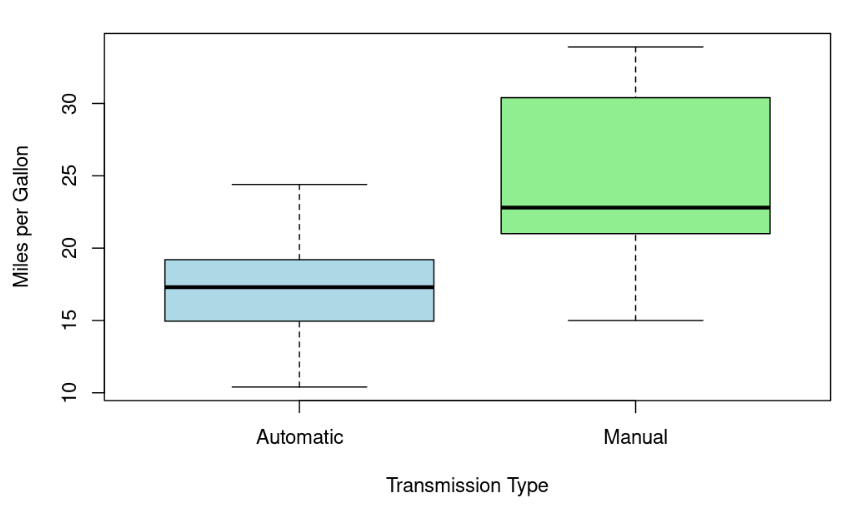 Miles per Gallon
30
25
20
15
10
Automatic Manual
Transmission Type